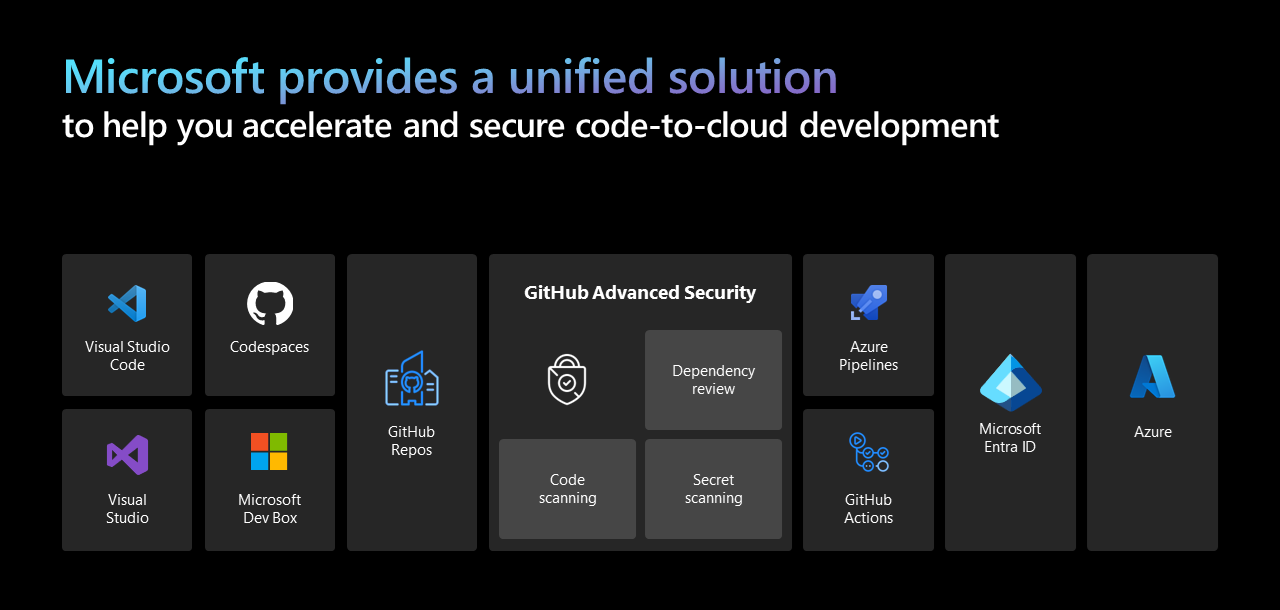 Microsoft provides a unified solution
to help you accelerate and secure code-to-cloud development
Visual Studio
Code
Codespaces
Visual
Studio
Microsoft
Dev Box
GitHub
Repos
GitHub Advanced Security
Dependency
review
Code
scanning
Secret
scanning
Azure
Pipelines
GitHub
Actions
Microsoft
Entra ID
Azure